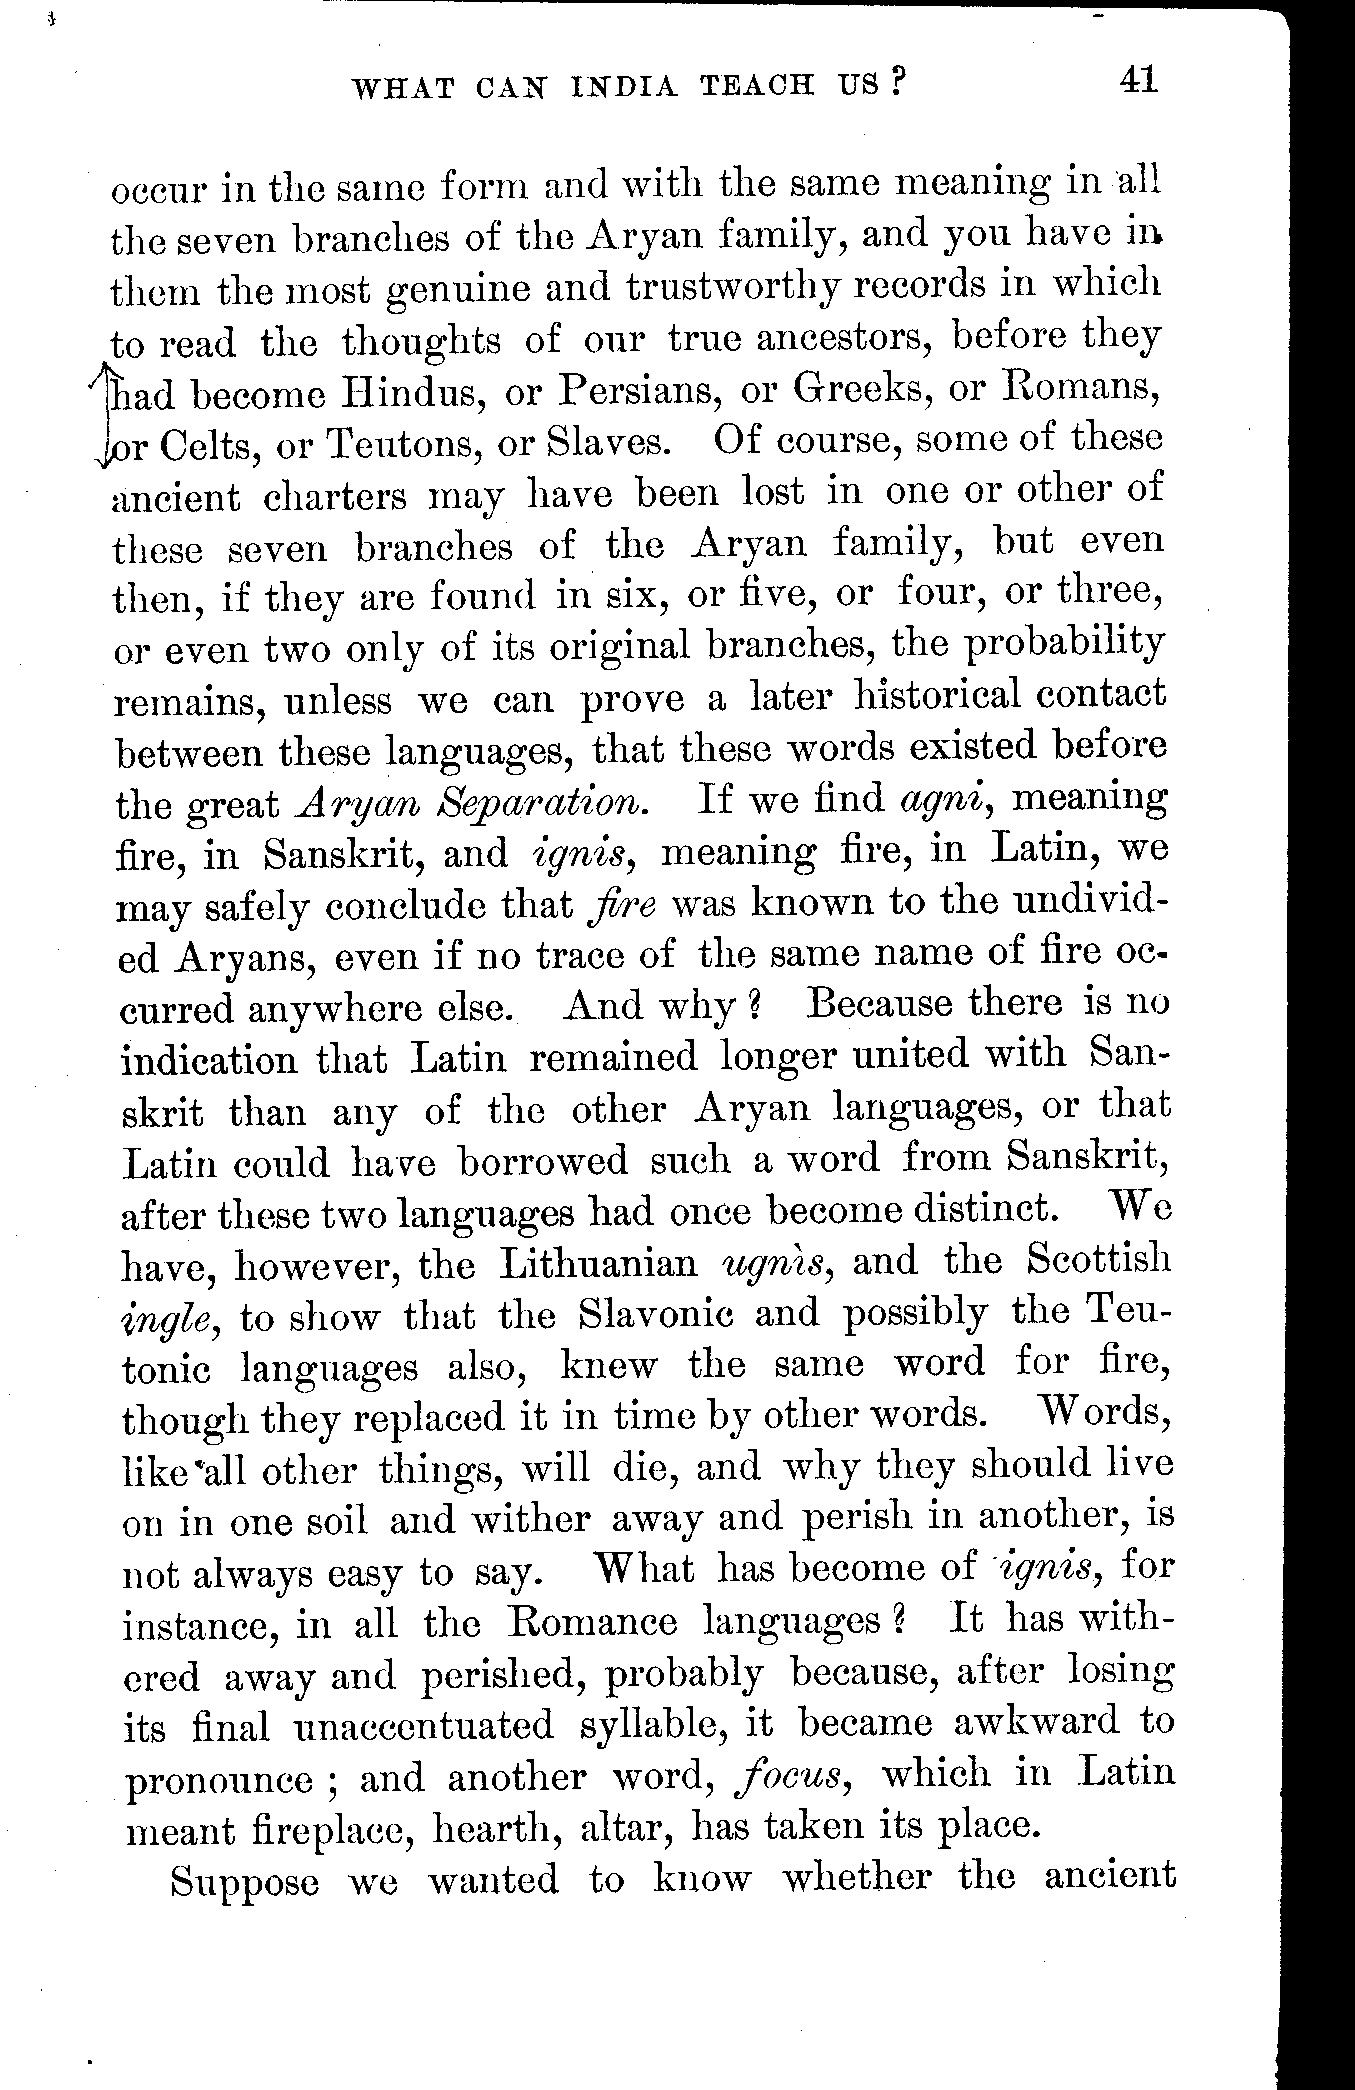 WHAT CAN INDIA TEACH US? 41
occur in the same form and with the same meaning in all
the seven branches of the Aryan family, and you have in
them the most genuine and trustworthy records in which
to read the thoughts of our true ancestors, before they
had become Hindus, or Persians, or Greeks, or Romans,
or Celts, or Teutons, or Slaves. Of course, some of these
ancient charters may have been lost in one or other of
these seven branches of the Aryan family, but even
then, if they are found in six, or five, or four, or three,
or even two only of its original branches, the probability
remains, unless we can prove a later historical contact
between these languages, that these words existed before
the great Aryan Separation. If we find agni, meaning
fire, in Sanskrit, and ignis, meaning fire, in Latin, we
may safely conclude that fire was known to the undivid-
ed Aryans, even if no trace of the same name of fire oc-
curred anywhere else. And why? Because there is no
indication that Latin remained longer united with San-
skrit than any of the other Aryan languages, or that
Latin could have borrowed such a word from Sanskrit,
after these two languages had once become distinct. We
have, however, the Lithuanian ugnìs, and the Scottish
ingle, to show that the Slavonic and possibly the Teu-
tonic languages also, knew the same word for fire,
though they replaced it in time by other words. Words,
like all other things, will die, and why they should live
on in one soil and wither away and perish in another, is
not always easy to say. What has become of ignis, for
instance, in all the Romance languages? It has with-
ered away and perished, probably because, after losing
its final unaccentuated syllable, it became awkward to
pronounce; and another word, focus, which in Latin
meant fireplace, hearth, altar, has taken its place.
Suppose we wanted to know whether the ancient